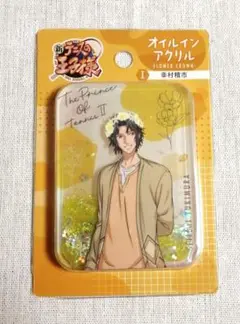 新テニスの王子様
オイルイン
アクリル
FLOWER CROWN
I
幸村精市
The Prince
Of
Tennis II
YUKIMURA